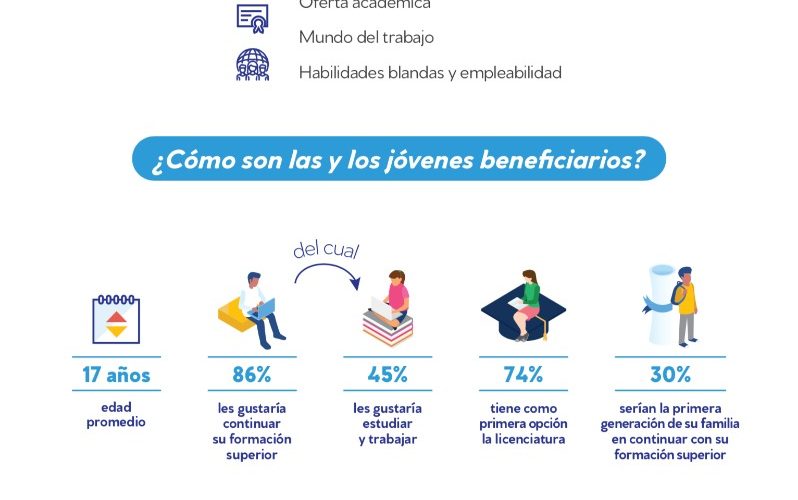 Oferta académica
Mundo del trabajo
Habilidades blandas y empleabilidad
¿Cómo son las y los jóvenes beneficiarios?
del cual
17 años
edad
promedio
86%
les gustaría
continuar
su formación
superior
45%
les gustaría
estudiar
y trabajar
74%
tiene como
primera opción
la licenciatura
30%
serían la primera
generación de su familia
en continuar con su
formación superior